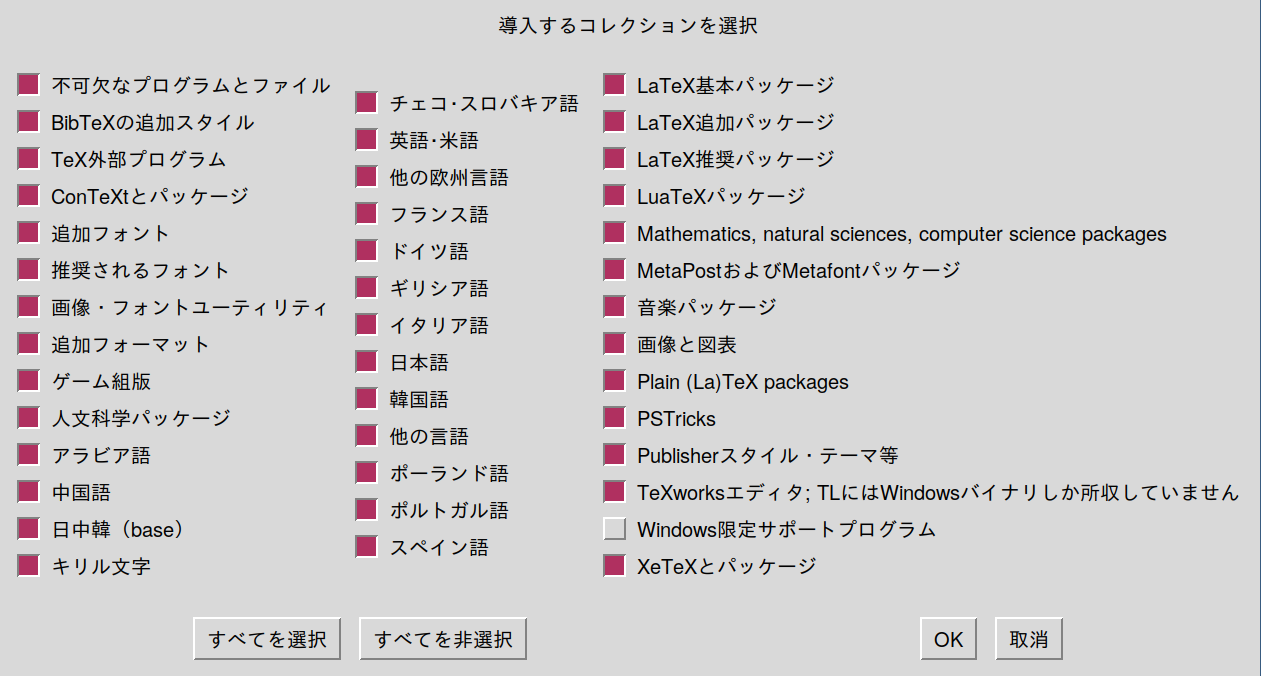 導入するコレクションを選択
不可欠なプログラムとファイル
BibTeXの追加スタイル
TeX外部プログラム
ConTeXtとパッケージ
追加フォント
推奨されるフォント
画像・フォントユーティリティ
追加フォーマット
ゲーム組版
人文科学パッケージ
アラビア語
中国語
日中韓（base）
キリル文字
チェコ･スロバキア語
英語･米語
他の欧州言語
フランス語
ドイツ語
ギリシア語
イタリア語
日本語
韓国語
他の言語
ポーランド語
ポルトガル語
スペイン語
LaTeX基本パッケージ
LaTeX追加パッケージ
LaTeX推奨パッケージ
LuaTeXパッケージ
Mathematics, natural sciences, computer science packages
MetaPostおよびMetafontパッケージ
音楽パッケージ
画像と図表
Plain (La)TeX packages
PSTricks
Publisherスタイル・テーマ等
TeXworksエディタ; TLにはWindowsバイナリしか所収していません
Windows限定サポートプログラム
XeTeXとパッケージ
すべてを選択
すべてを非選択
OK
取消